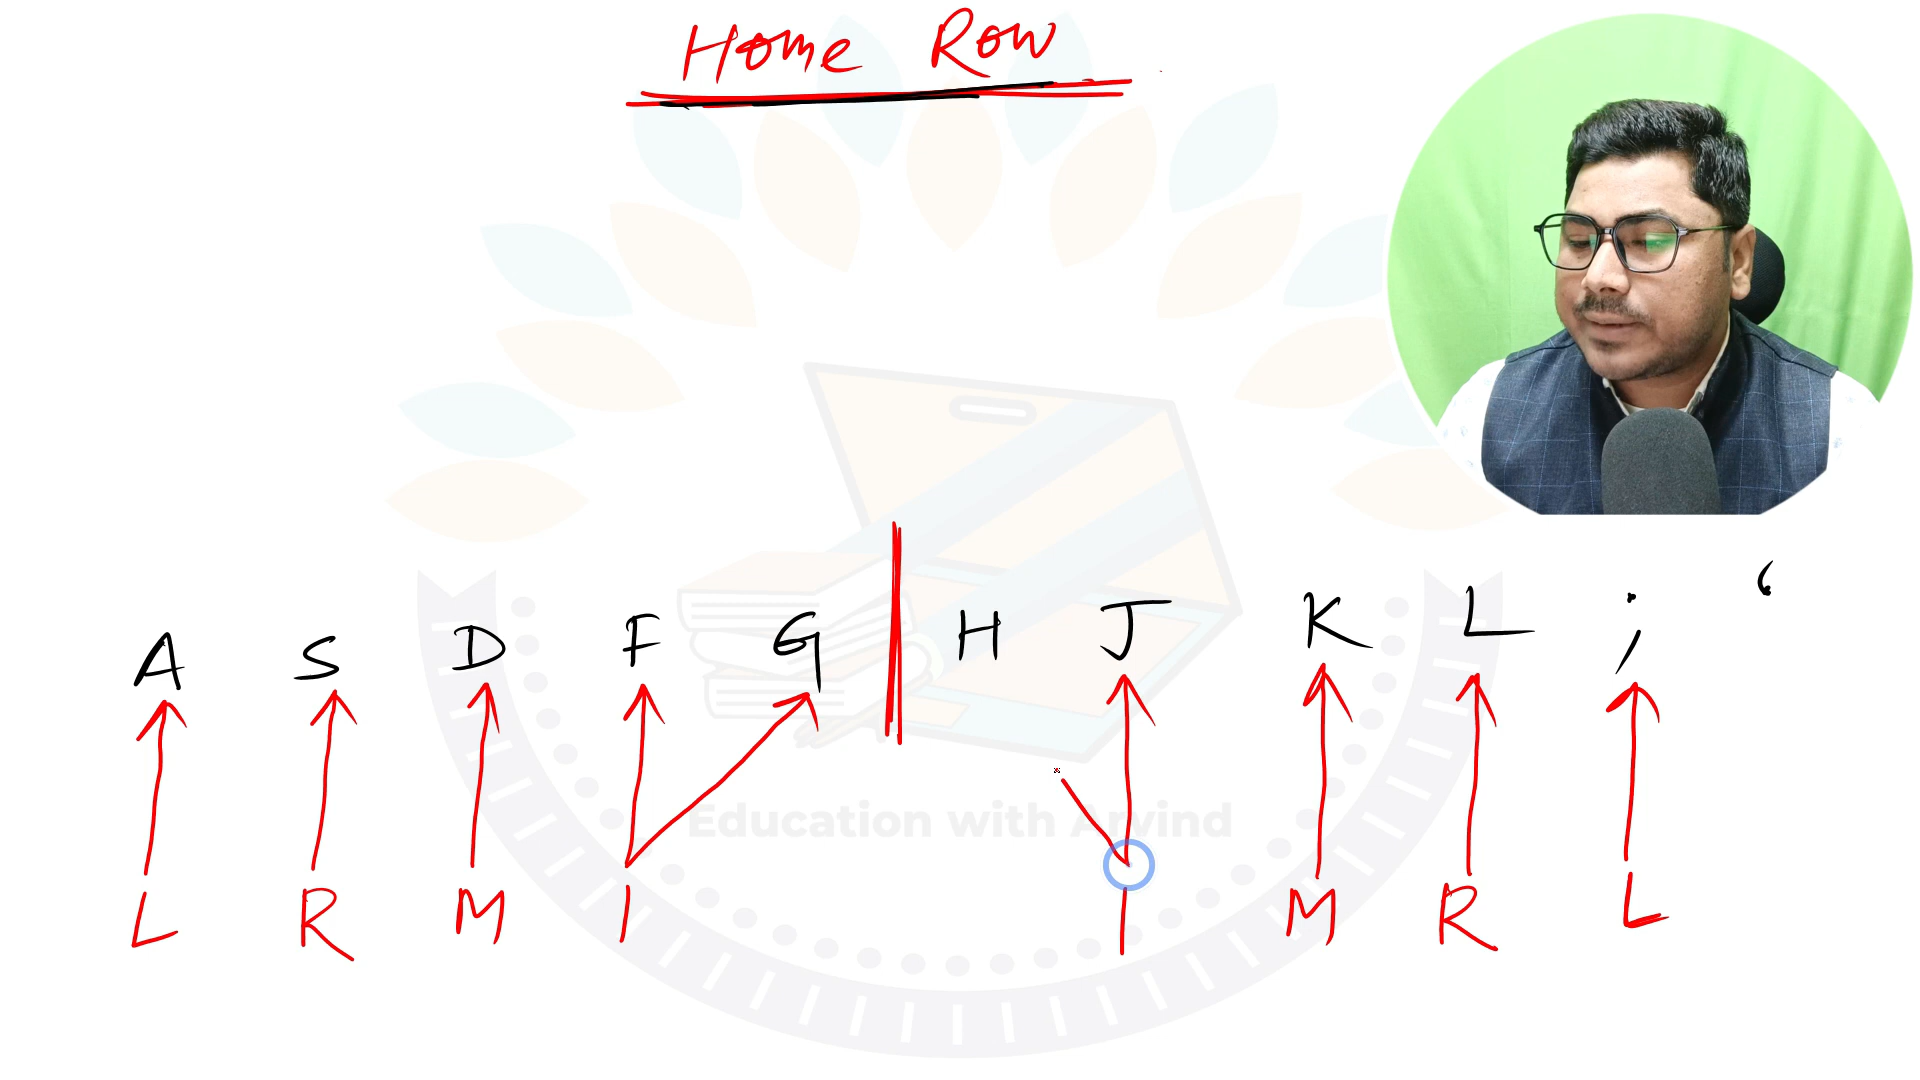 Home Row
A S D F G H J K L ; ‘
Education with Arvind
L R M I I M R L